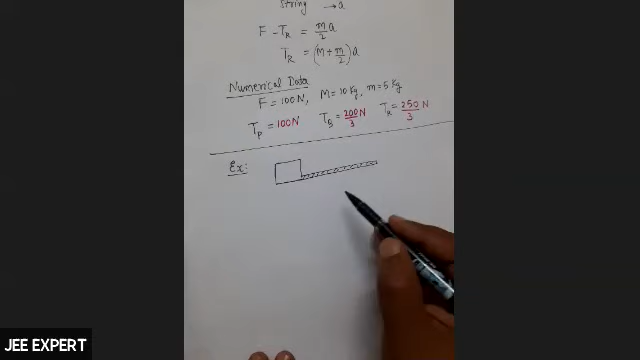 String → a
F - T_R = m/2 a
T_R = (M + m/2) a
Numerical Data
F = 100N, M = 10 Kg, m = 5 Kg
T_P = 100N T_Q = 200/3 N T_R = 250/3 N
Ex:
JEE EXPERT